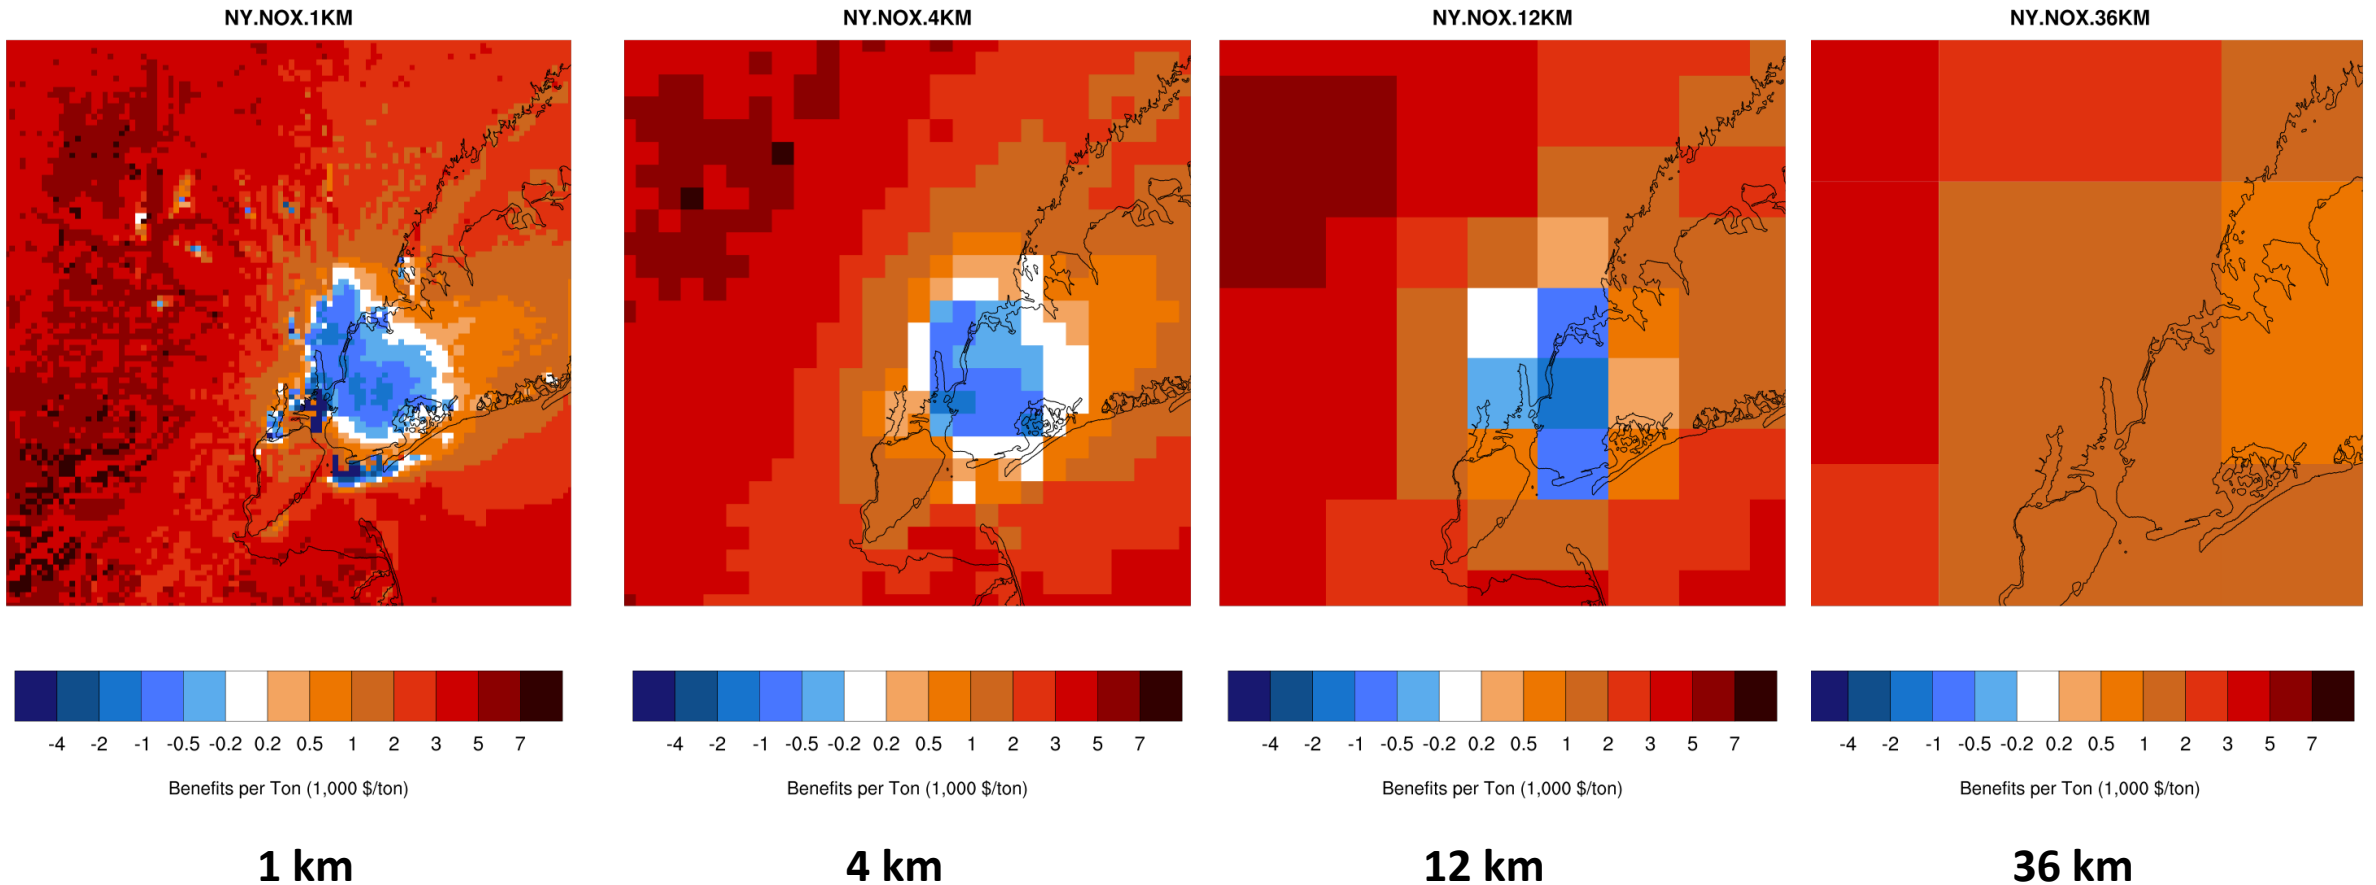 NY.NOX.1KM
NY.NOX.4KM
NY.NOX.12KM
NY.NOX.36KM
-4 -2 -1 -0.5 -0.2 0.2 0.5 1 2 3 5 7
-4 -2 -1 -0.5 -0.2 0.2 0.5 1 2 3 5 7
-4 -2 -1 -0.5 -0.2 0.2 0.5 1 2 3 5 7
-4 -2 -1 -0.5 -0.2 0.2 0.5 1 2 3 5 7
Benefits per Ton (1,000 $/ton)
Benefits per Ton (1,000 $/ton)
Benefits per Ton (1,000 $/ton)
Benefits per Ton (1,000 $/ton)
1 km
4 km
12 km
36 km